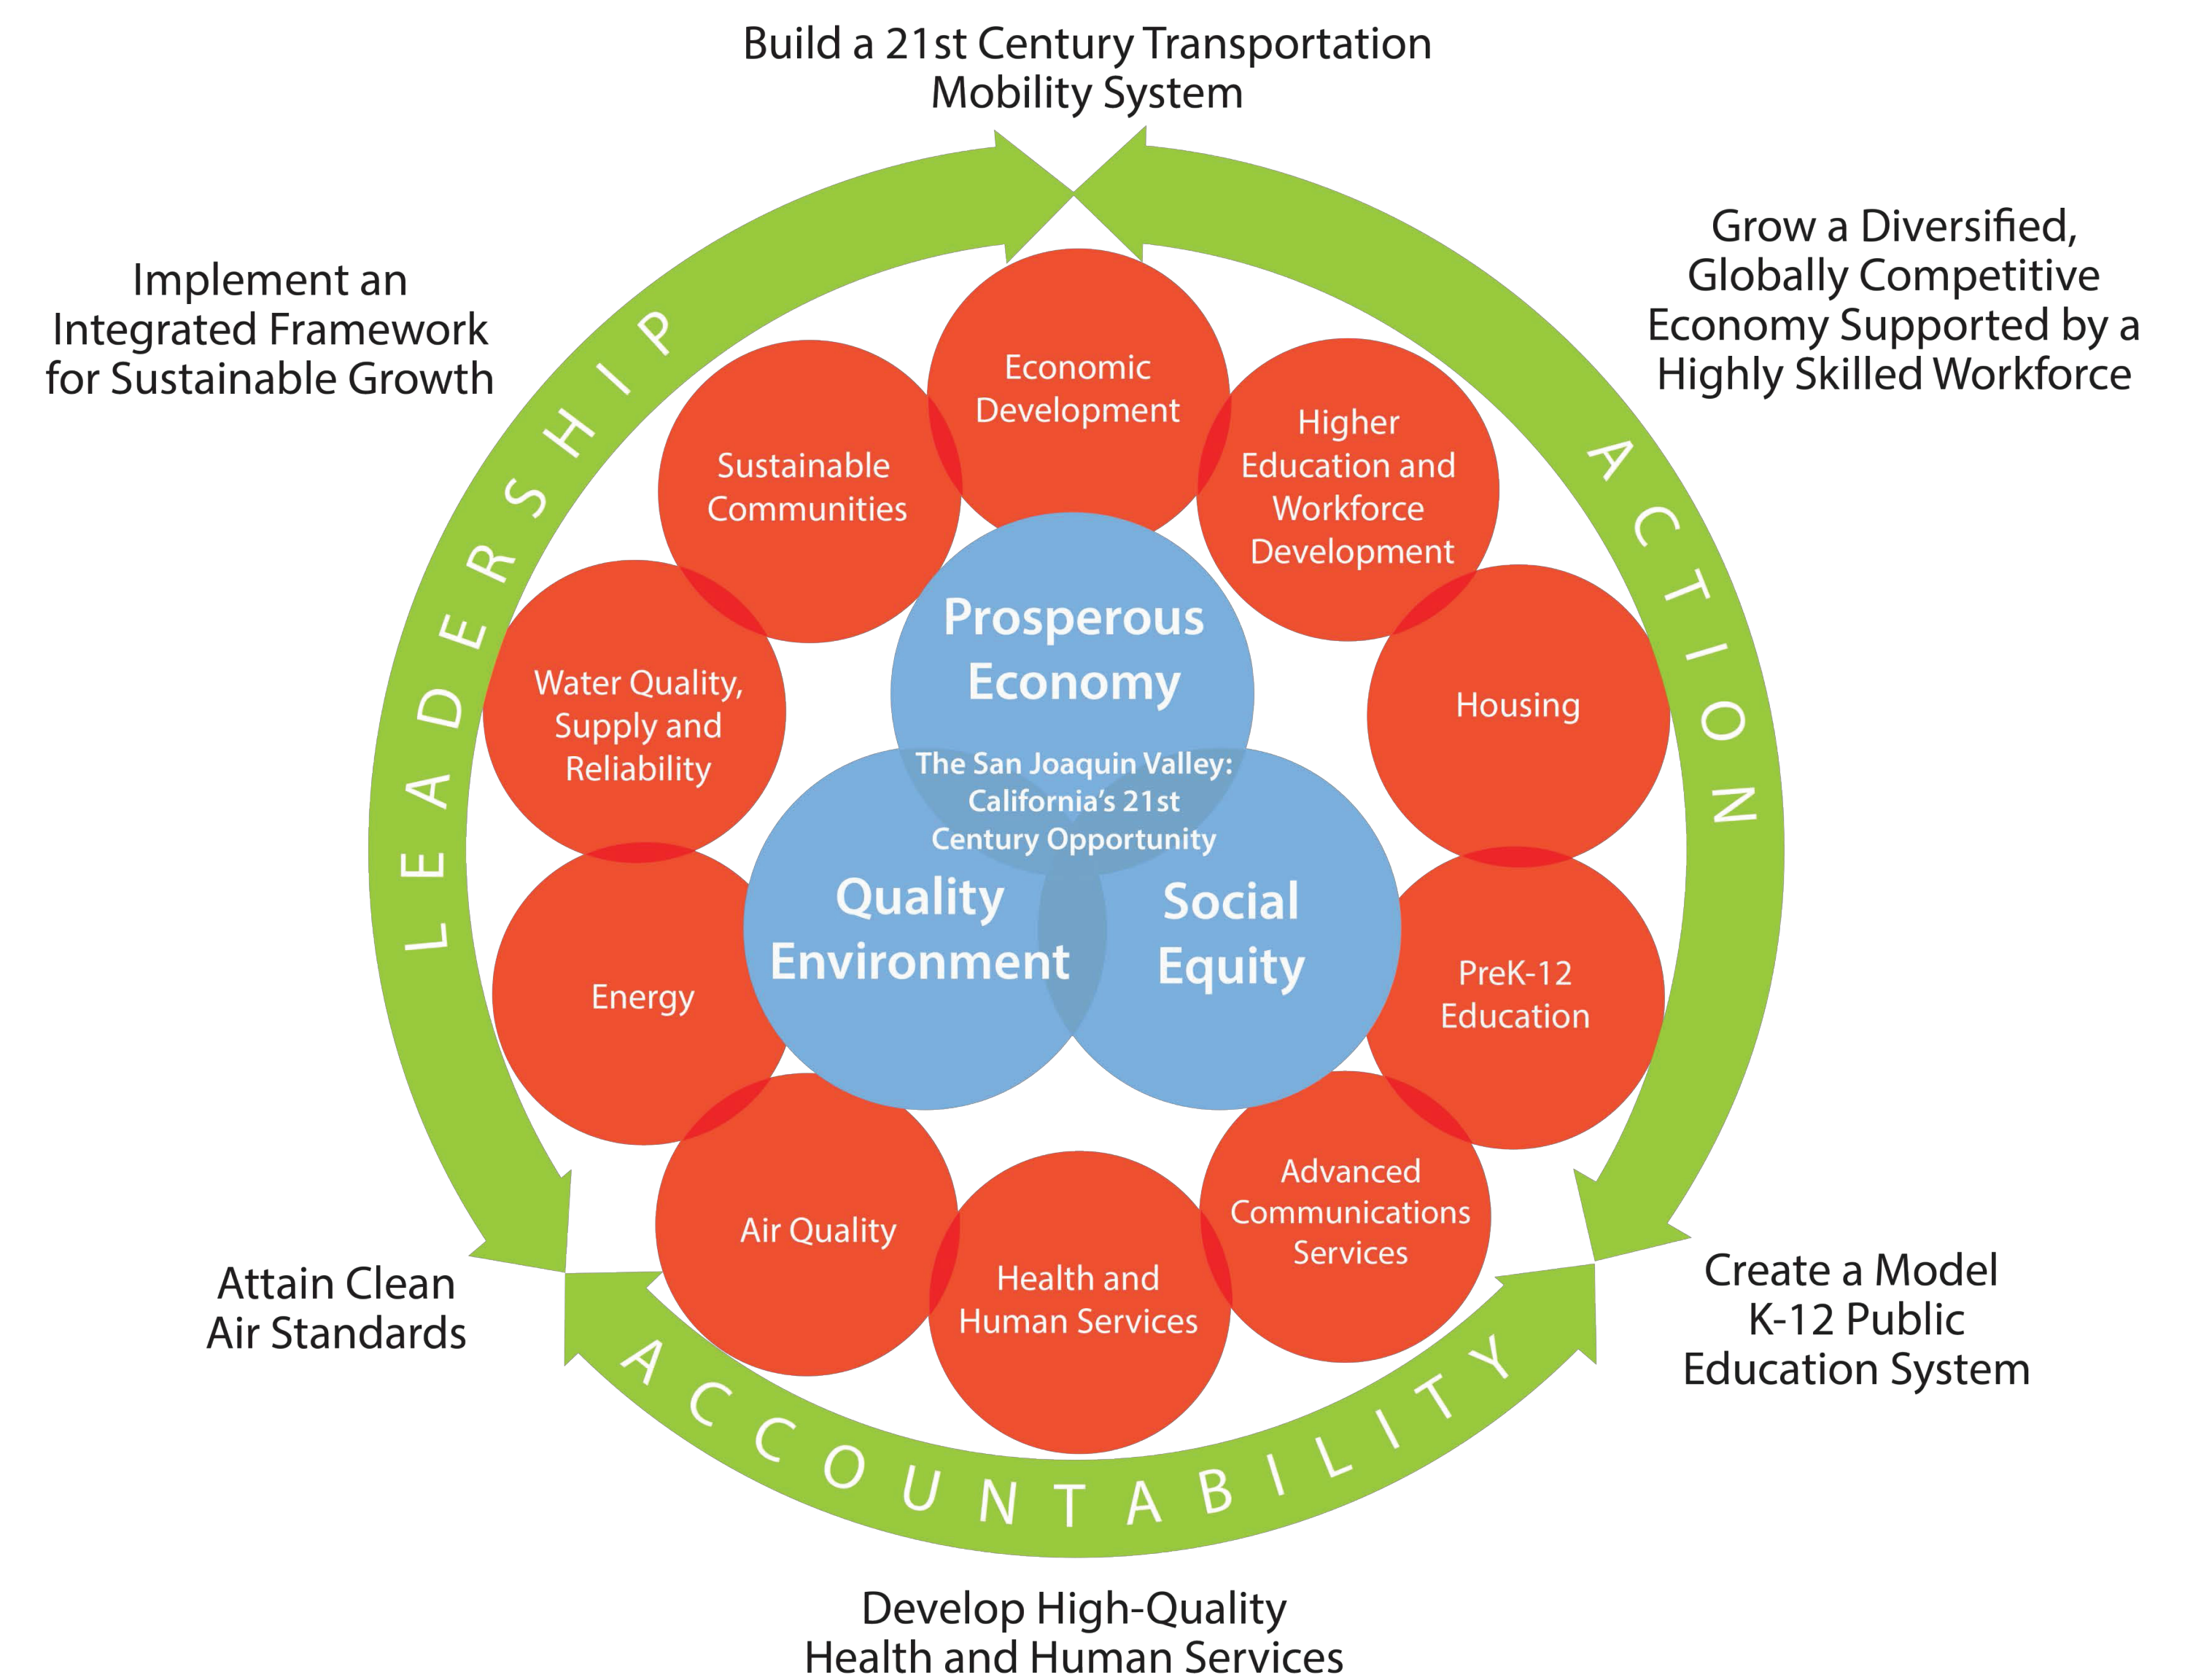 Build a 21st Century Transportation
Mobility System
Grow a Diversified,
Globally Competitive
Economy Supported by a
Highly Skilled Workforce
Implement an
Integrated Framework
for Sustainable Growth
LEADERSHIP
ACTION
Economic
Development
Higher
Education and
Workforce
Development
Sustainable
Communities
Housing
Water Quality,
Supply and
Reliability
Prosperous
Economy
The San Joaquin Valley:
California’s 21st
Century Opportunity
Quality
Environment
Social
Equity
PreK-12
Education
Energy
Advanced
Communications
Services
Air Quality
Health and
Human Services
Attain Clean
Air Standards
Create a Model
K-12 Public
Education System
ACCOUNTABILITY
Develop High-Quality
Health and Human Services